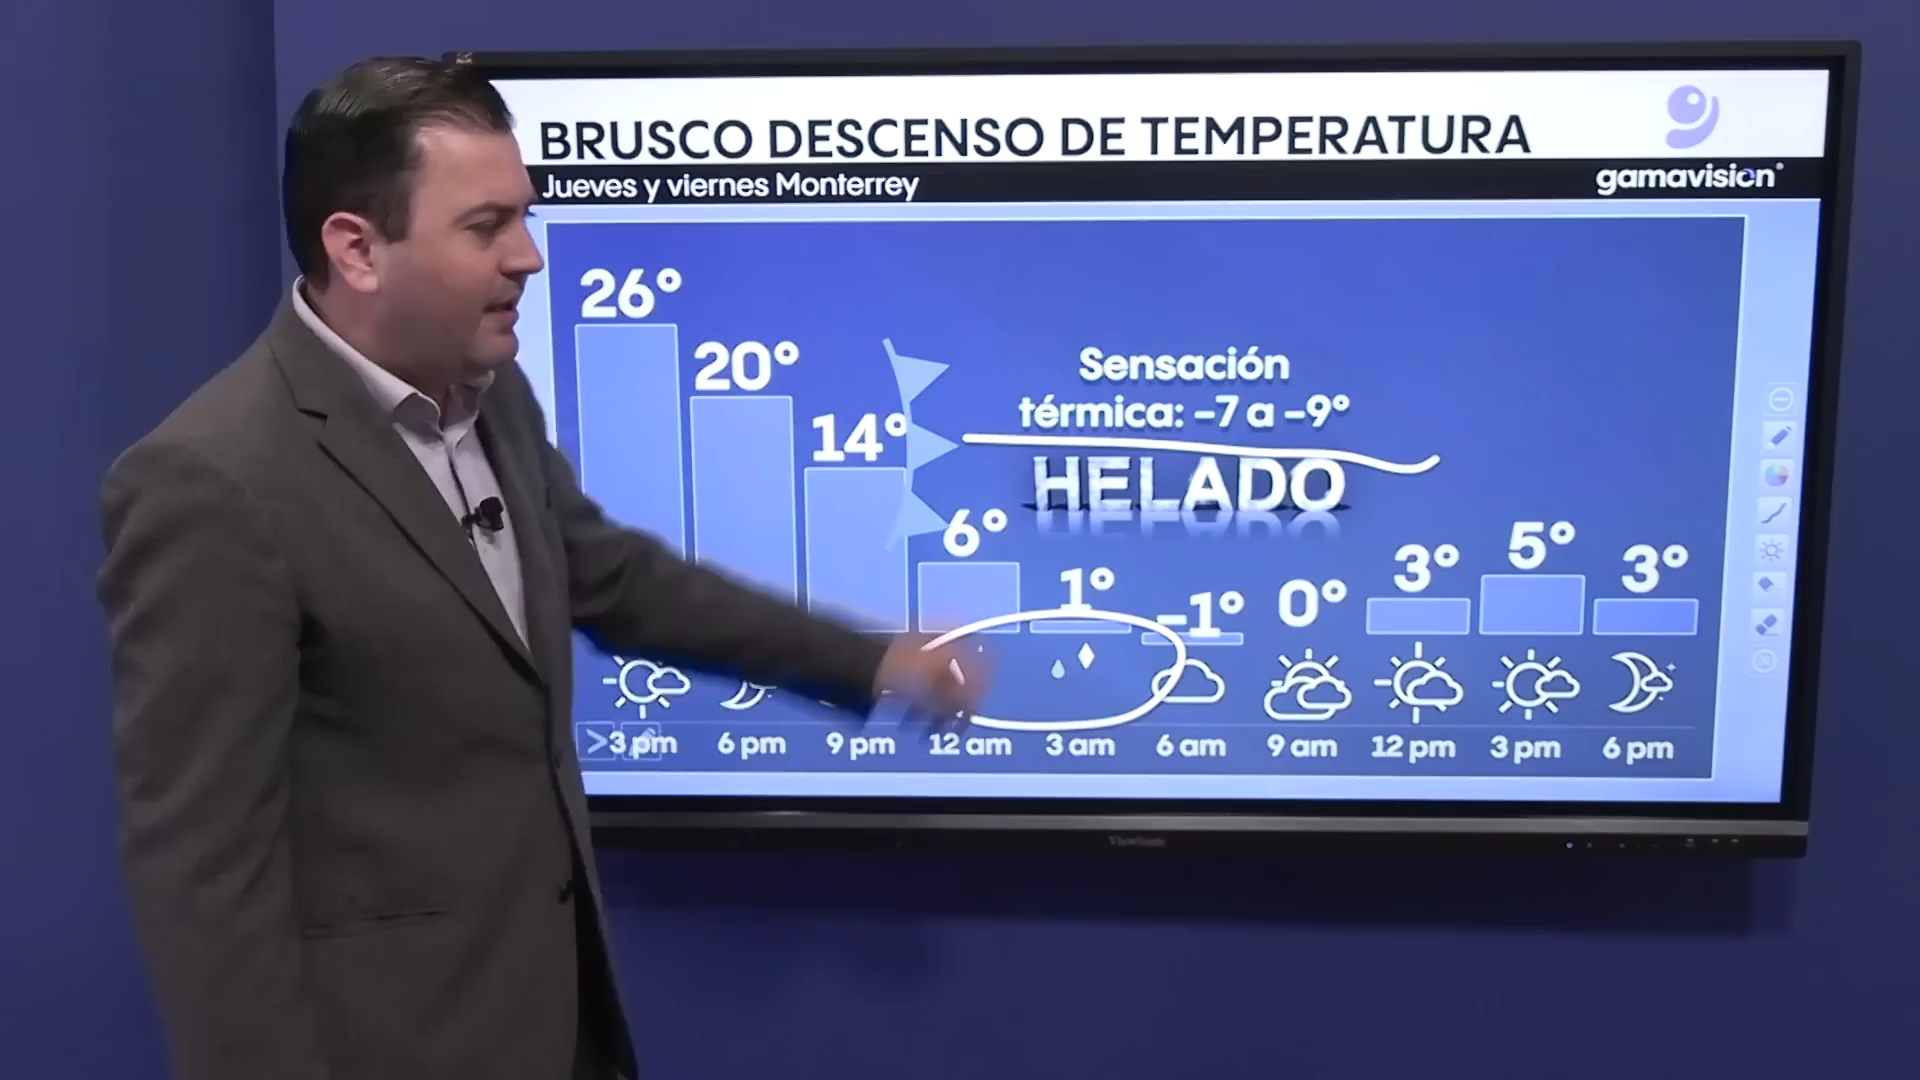 BRUSCO DESCENSO DE TEMPERATURA
Jueves y viernes Monterrey
gamavision®
26° 20° 14° 6° 1° -1° 0° 3° 5° 3°
Sensación
térmica: -7 a -9°
HELADO
3 pm 6 pm 9 pm 12 am 3 am 6 am 9 am 12 pm 3 pm 6 pm
ViewSonic